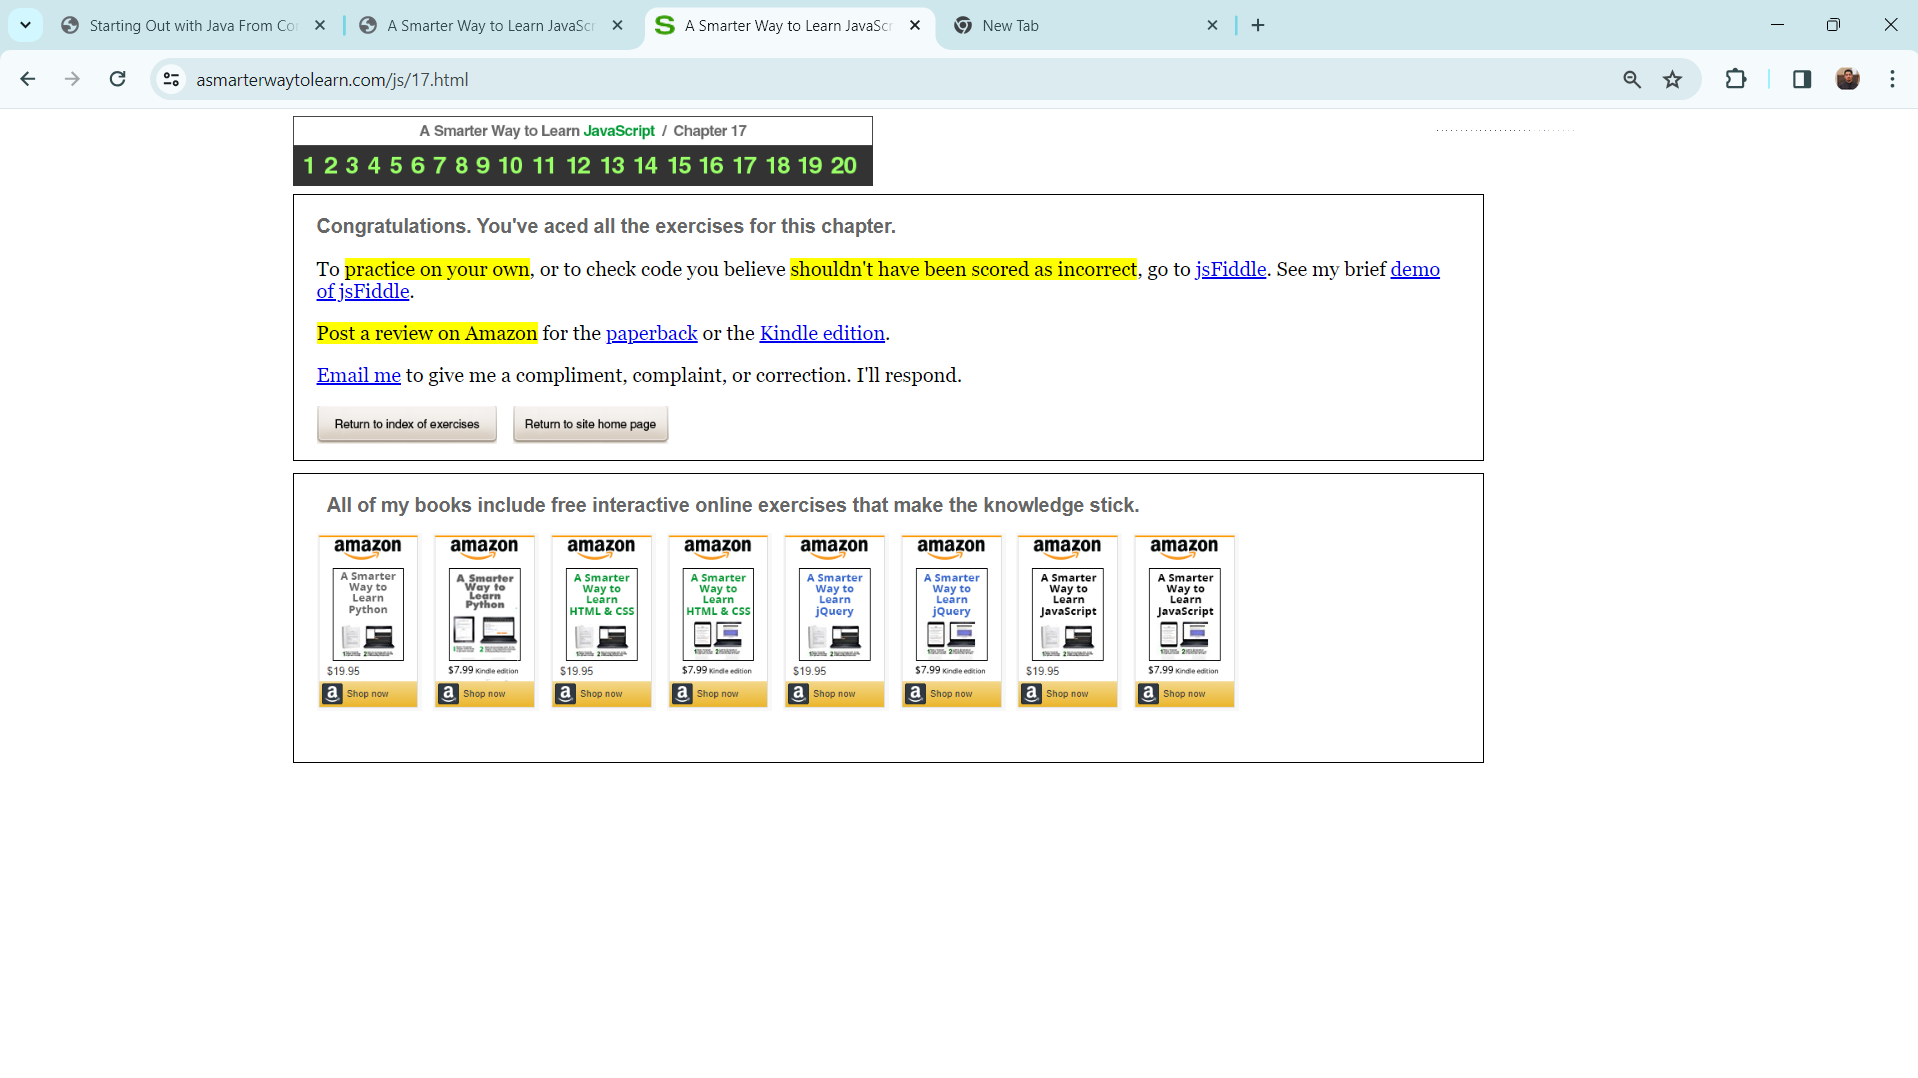 Starting Out with Java From Co
A Smarter Way to Learn JavaScr
A Smarter Way to Learn JavaScr
New Tab
asmarterwaytolearn.com/js/17.html
A Smarter Way to Learn JavaScript / Chapter 17
1 2 3 4 5 6 7 8 9 10 11 12 13 14 15 16 17 18 19 20
Congratulations. You've aced all the exercises for this chapter.
To practice on your own, or to check code you believe shouldn't have been scored as incorrect, go to jsFiddle. See my brief demo
of jsFiddle.
Post a review on Amazon for the paperback or the Kindle edition.
Email me to give me a compliment, complaint, or correction. I'll respond.
Return to index of exercises Return to site home page
All of my books include free interactive online exercises that make the knowledge stick.
amazon amazon amazon amazon amazon amazon amazon amazon
A Smarter A Smarter A Smarter A Smarter A Smarter A Smarter A Smarter A Smarter
Way to Way to Way to Way to Way to Way to Way to Way to
Learn Learn Learn Learn Learn Learn Learn Learn
Python Python HTML & CSS HTML & CSS jQuery jQuery JavaScript JavaScript
$19.95 $7.99 Kindle edition $19.95 $7.99 Kindle edition $19.95 $7.99 Kindle edition $19.95 $7.99 Kindle edition
Shop now Shop now Shop now Shop now Shop now Shop now Shop now Shop now